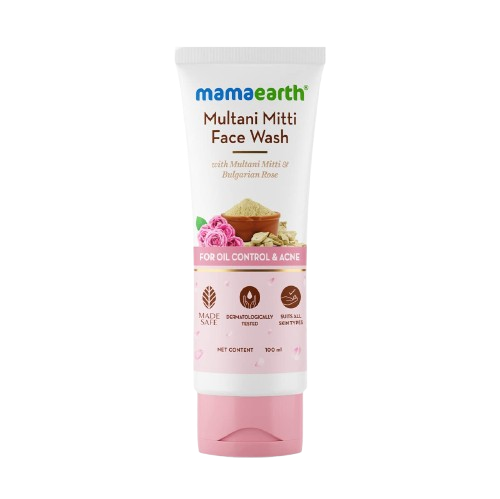 mamaearth®
Multani Mitti
Face Wash
with Multani Mitti &
Bulgarian Rose
FOR OIL CONTROL & ACNE
MADE
SAFE
DERMATOLOGICALLY
TESTED
SUITS ALL
SKIN TYPES
NET CONTENT 100 ml